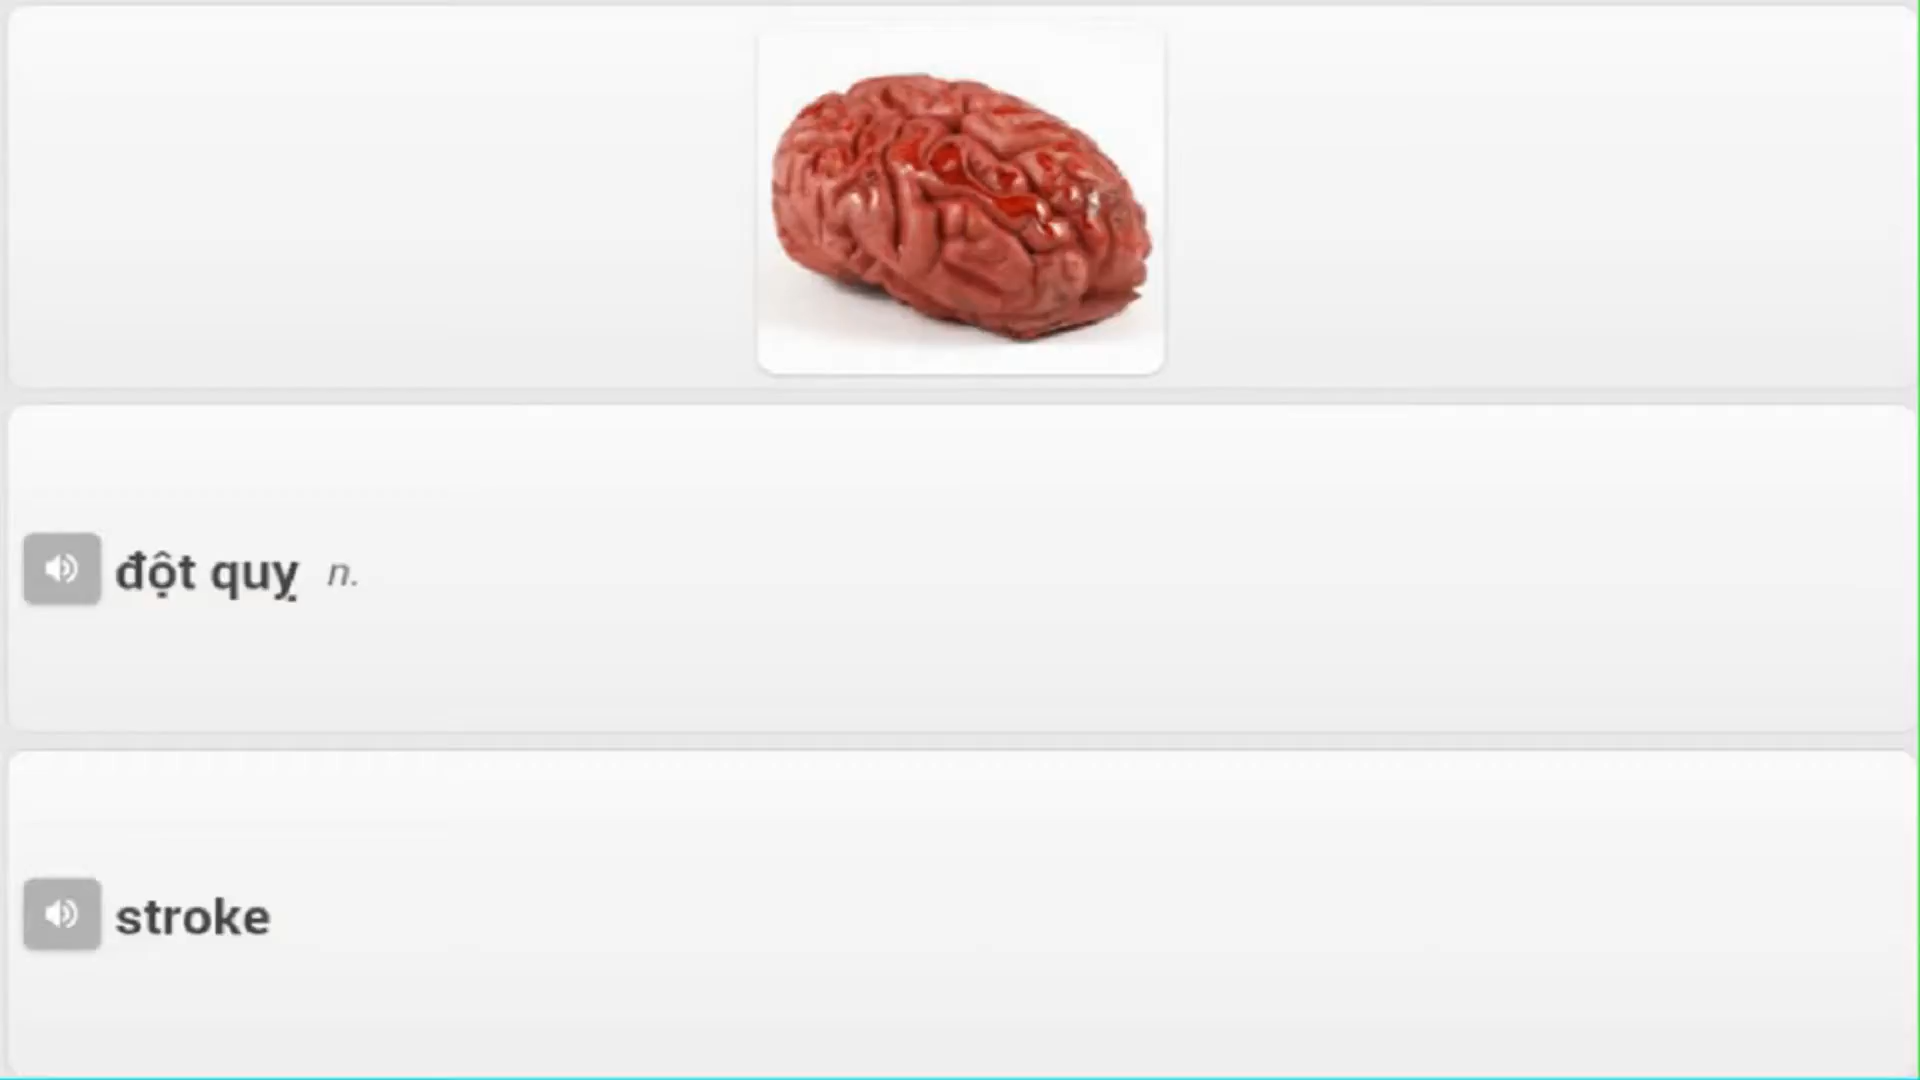 đột quỵ n.
stroke